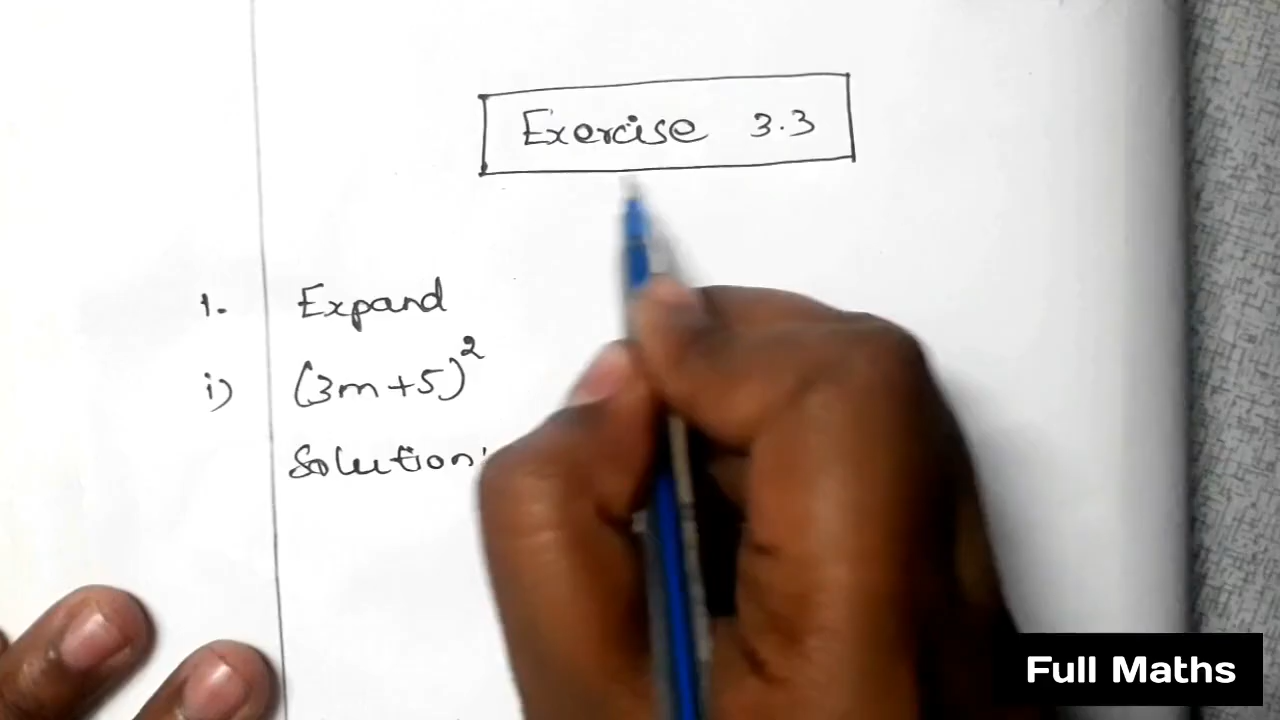 Exercise 3.3
1. Expand
i) (3m+5)²
Solution:
Full Maths